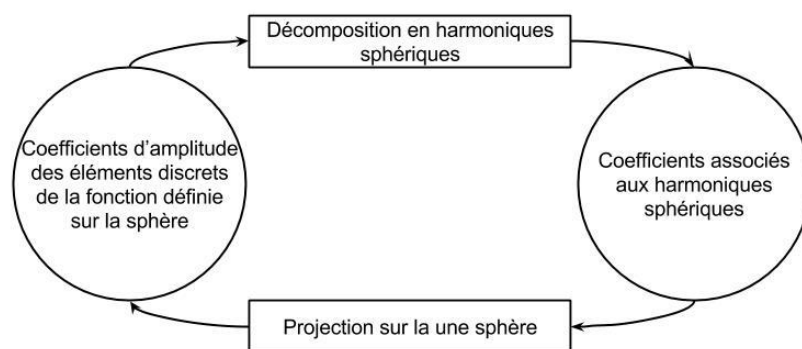 Décomposition en harmoniques
sphériques
Coefficients d'amplitude
des éléments discrets
de la fonction définie
sur la sphère
Coefficients associés
aux harmoniques
sphériques
Projection sur la une sphère